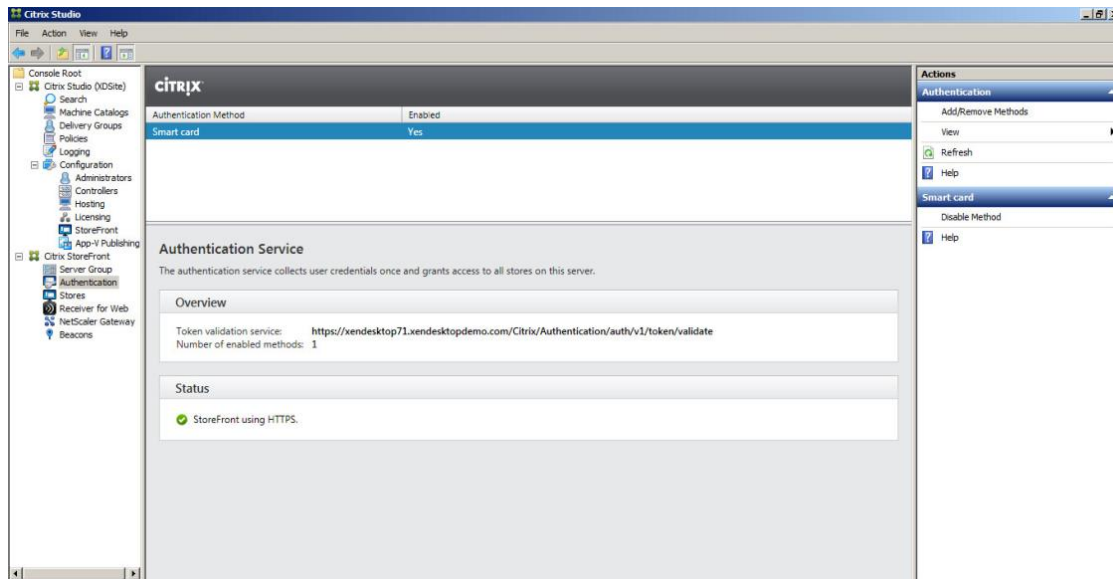 Citrix Studio
File Action View Help
Console Root
Citrix Studio (XDSite)
Search
Machine Catalogs
Delivery Groups
Policies
Logging
Configuration
Administrators
Controllers
Hosting
Licensing
StoreFront
App-V Publishing
Citrix StoreFront
Server Group
Authentication
Stores
Receiver for Web
NetScaler Gateway
Beacons
CITRIX
Authentication Method Enabled
Smart card Yes
Authentication Service
The authentication service collects user credentials once and grants access to all stores on this server.
Overview
Token validation service: https://xendesktop71.xendesktopdemo.com/Citrix/Authentication/auth/v1/token/validate
Number of enabled methods: 1
Status
StoreFront using HTTPS.
Actions
Authentication
Add/Remove Methods
View
Refresh
Help
Smart card
Disable Method
Help